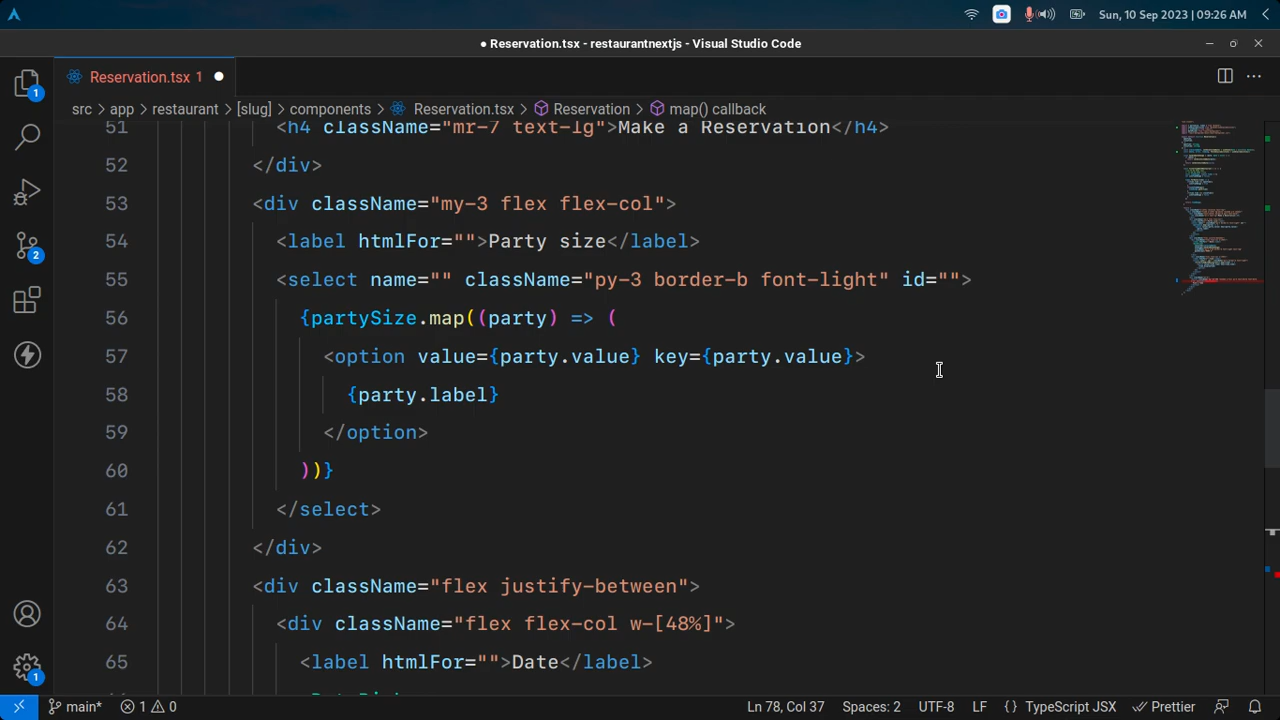 Sun, 10 Sep 2023 | 09:26 AM
● Reservation.tsx - restaurantnextjs - Visual Studio Code
Reservation.tsx 1
src > app > restaurant > [slug] > components > Reservation.tsx > Reservation > map() callback
51 <h4 className="mr-7 text-lg">Make a Reservation</h4>
52 </div>
53 <div className="my-3 flex flex-col">
54 <label htmlFor="">Party size</label>
55 <select name="" className="py-3 border-b font-light" id="">
56 {partySize.map((party) => (
57 <option value={party.value} key={party.value}>
58 {party.label}
59 </option>
60 ))}
61 </select>
62 </div>
63 <div className="flex justify-between">
64 <div className="flex flex-col w-[48%]">
65 <label htmlFor="">Date</label>
1
2
1
main* 1 0 Ln 78, Col 37 Spaces: 2 UTF-8 LF {} TypeScript JSX Prettier